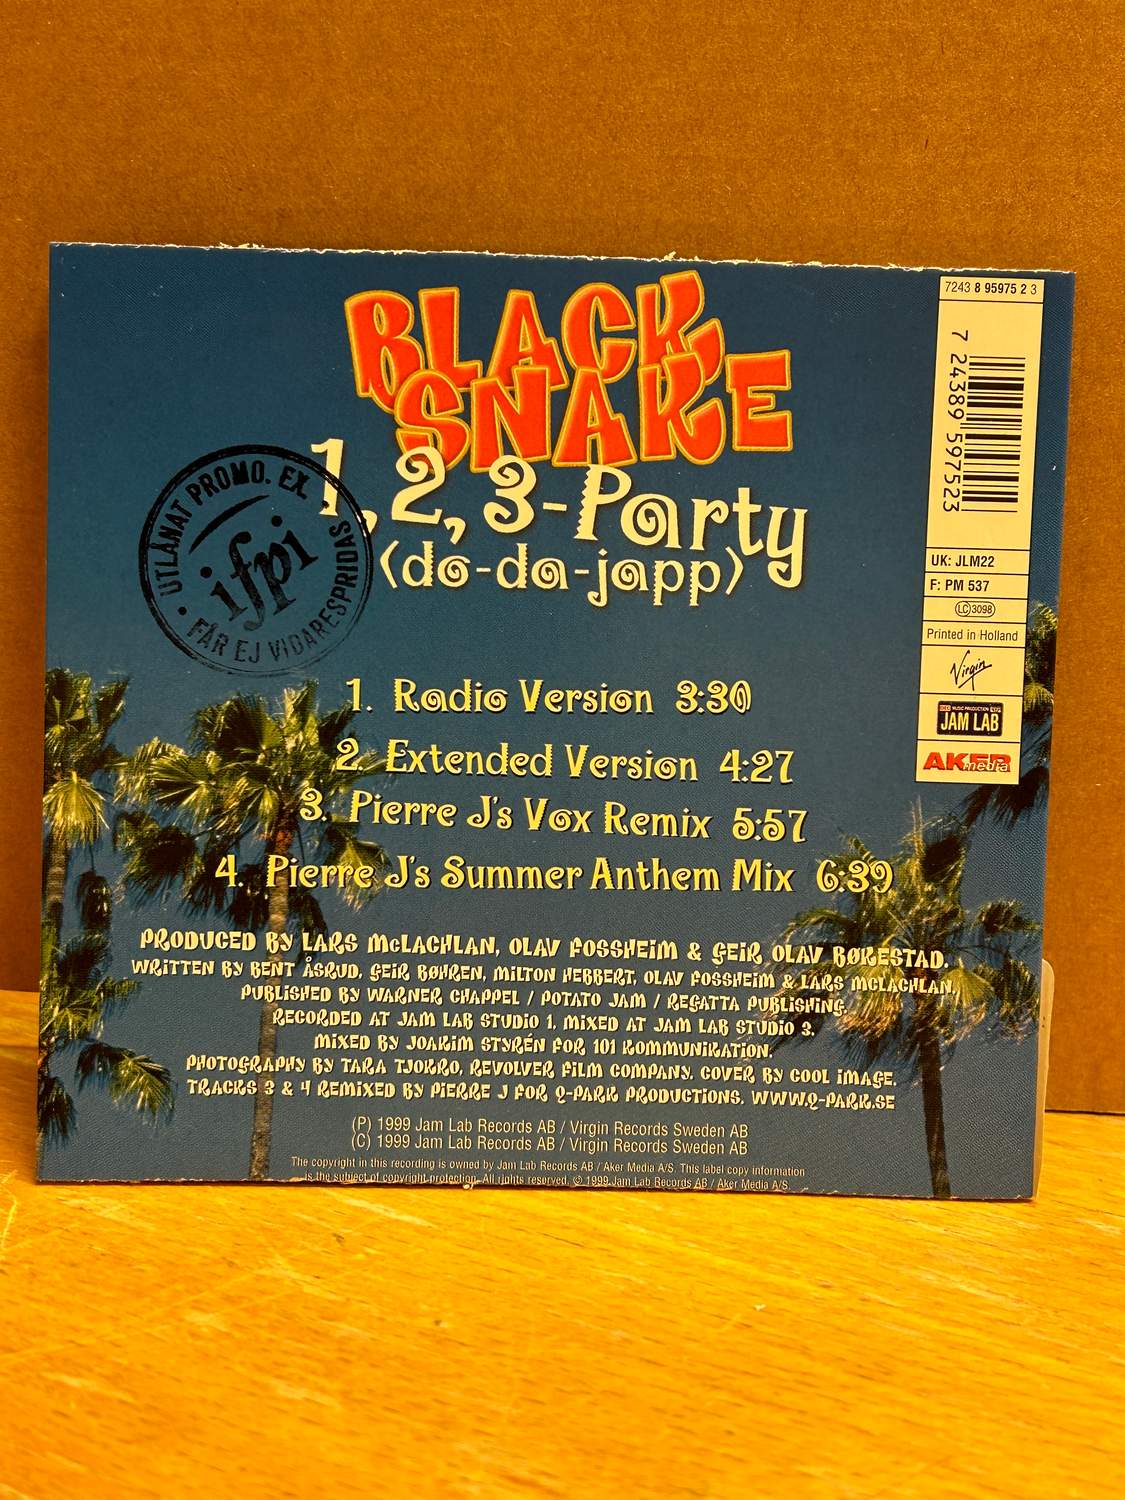 BLACK
SNAKE
1, 2, 3 - Party
(do-da-japp)
UTLÅNAT PROMO. EX.
ifpi
FÅR EJ VIDARESPRIDAS
1. Radio Version 3:30
2. Extended Version 4:27
3. Pierre J's Vox Remix 5:57
4. Pierre J's Summer Anthem Mix 6:39
PRODUCED BY LARS McLACHLAN, OLAV FOSSHEIM & GEIR OLAV BØKESTAD.
WRITTEN BY BENT ÅSRUD, GEIR BØHREN, MILTON HEBBERT, OLAV FOSSHEIM & LARS McLACHLAN.
PUBLISHED BY WARNER CHAPPEL / POTATO JAM / REGATTA PUBLISHING.
RECORDED AT JAM LAB STUDIO 1. MIXED AT JAM LAB STUDIO 3.
MIXED BY JOAKIM STYRÉN FOR 101 KOMMUNIKATION.
PHOTOGRAPHY BY TARA TJOKRO, REVOLVER FILM COMPANY. COVER BY COOL IMAGE.
TRACKS 3 & 4 REMIXED BY PIERRE J FOR Q-PARK PRODUCTIONS. WWW.Q-PARK.SE
(P) 1999 Jam Lab Records AB / Virgin Records Sweden AB
(C) 1999 Jam Lab Records AB / Virgin Records Sweden AB
The copyright in this recording is owned by Jam Lab Records AB / Aker Media A/S. This label copy information
is the subject of copyright protection. All rights reserved. © 1999 Jam Lab Records AB / Aker Media A/S.
7243 8 95975 2 3
7 24389 59752 3
UK: JLM22
F: PM 537
LC 3098
Printed in Holland
Virgin
MUSIC PRODUCTION
JAM LAB
AKER
media